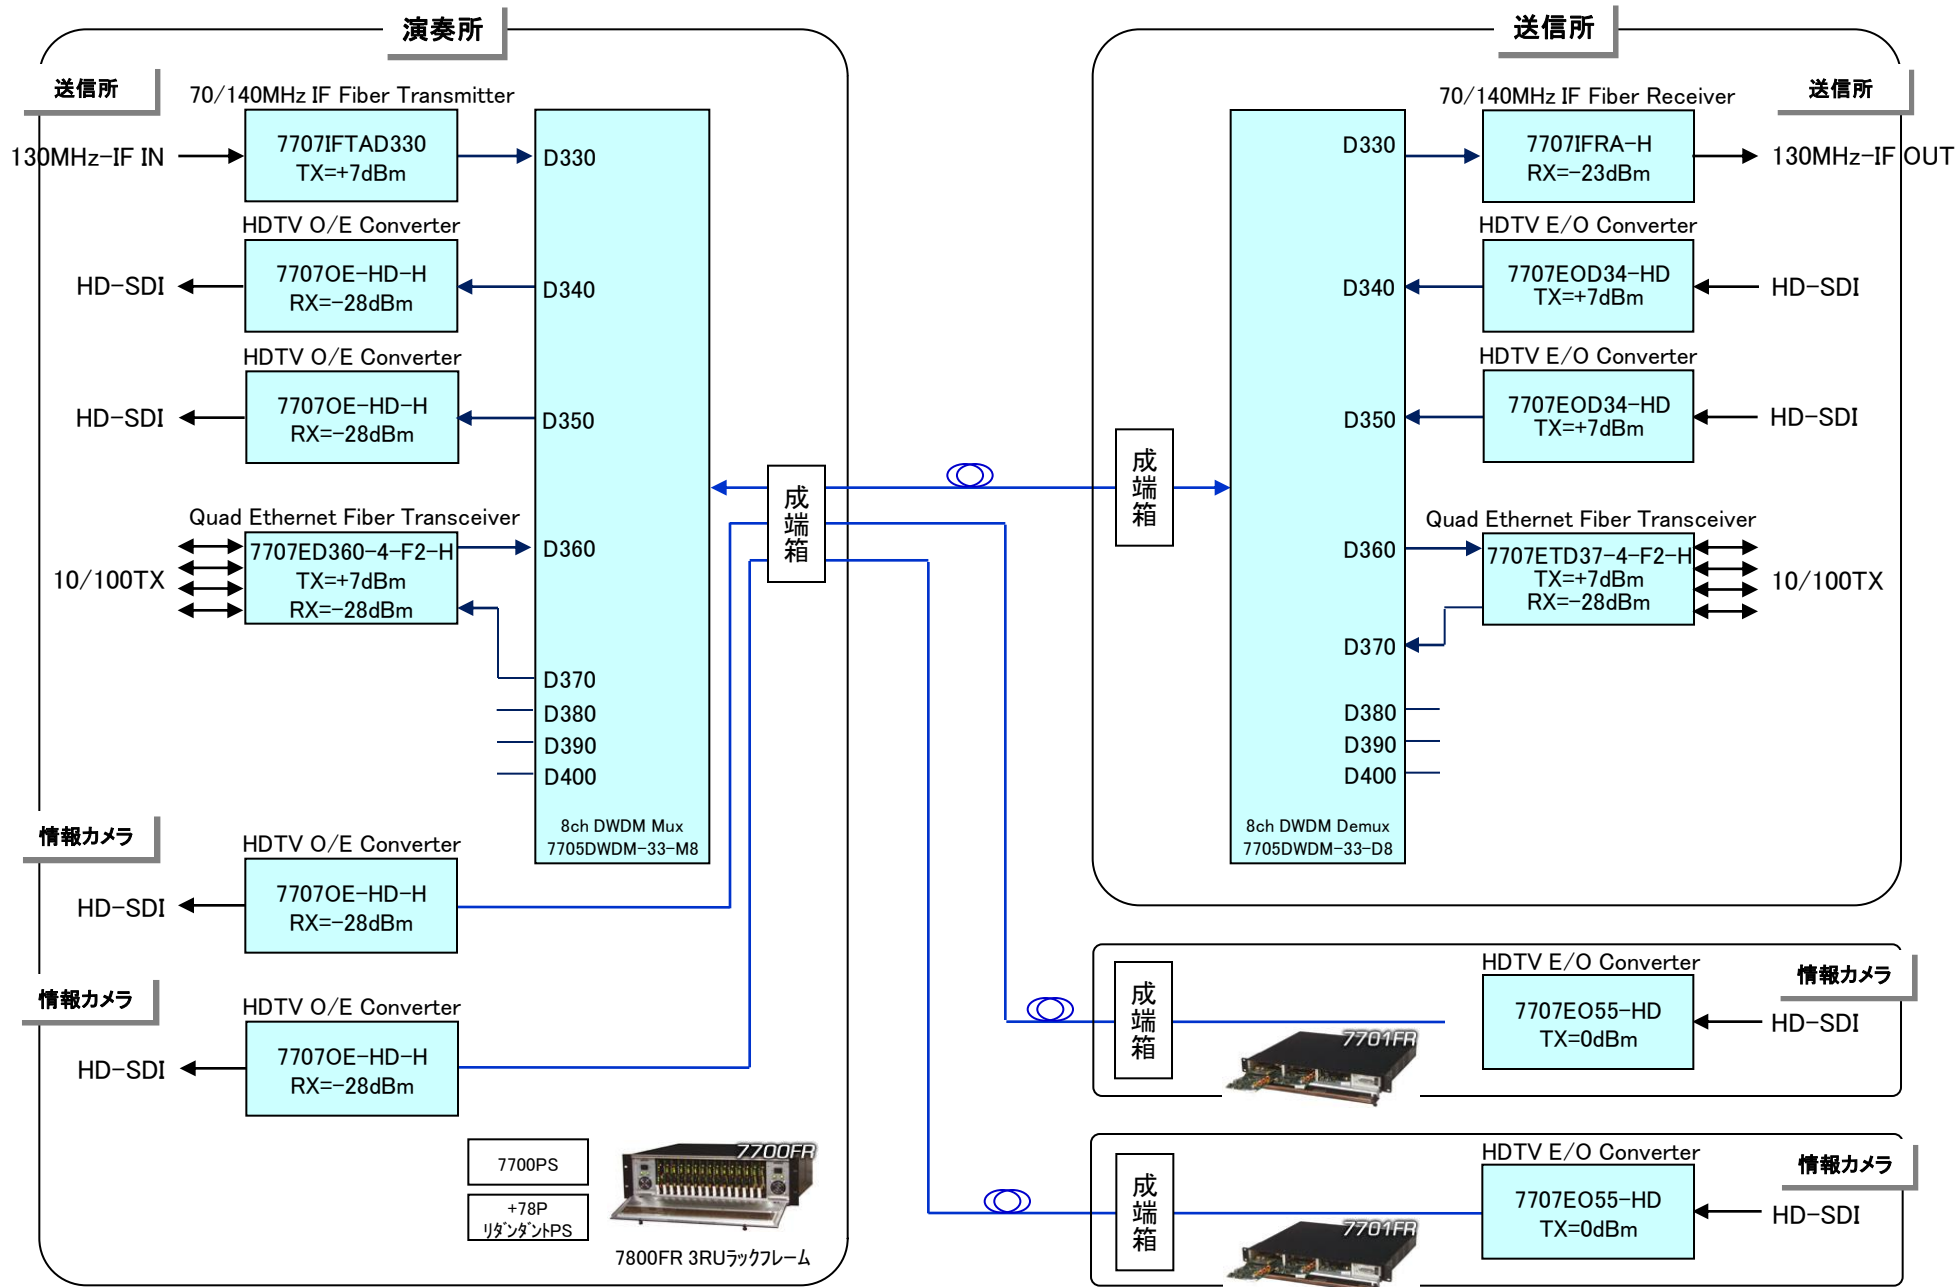 演奏所
送信所
70/140MHz IF Fiber Transmitter
130MHz-IF IN
7707IFTAD330
TX=+7dBm
D330
HDTV O/E Converter
HD-SDI
7707OE-HD-H
RX=-28dBm
D340
HDTV O/E Converter
HD-SDI
7707OE-HD-H
RX=-28dBm
D350
Quad Ethernet Fiber Transceiver
10/100TX
7707ED360-4-F2-H
TX=+7dBm
RX=-28dBm
D360
D370
D380
D390
D400
8ch DWDM Mux
7705DWDM-33-M8
成端箱
情報カメラ
HDTV O/E Converter
HD-SDI
7707OE-HD-H
RX=-28dBm
情報カメラ
HDTV O/E Converter
HD-SDI
7707OE-HD-H
RX=-28dBm
7700PS
+78P
ﾘﾀﾞﾝﾀﾞﾝﾄPS
7700FR
7800FR 3RUラックフレーム
送信所
送信所
70/140MHz IF Fiber Receiver
D330
7707IFRA-H
RX=-23dBm
130MHz-IF OUT
HDTV E/O Converter
D340
7707EOD34-HD
TX=+7dBm
HD-SDI
HDTV E/O Converter
D350
7707EOD34-HD
TX=+7dBm
HD-SDI
成端箱
Quad Ethernet Fiber Transceiver
D360
7707ETD37-4-F2-H
TX=+7dBm
RX=-28dBm
10/100TX
D370
D380
D390
D400
8ch DWDM Demux
7705DWDM-33-D8
HDTV E/O Converter
情報カメラ
成端箱
7707EO55-HD
TX=0dBm
HD-SDI
7701FR
HDTV E/O Converter
情報カメラ
成端箱
7707EO55-HD
TX=0dBm
HD-SDI
7701FR